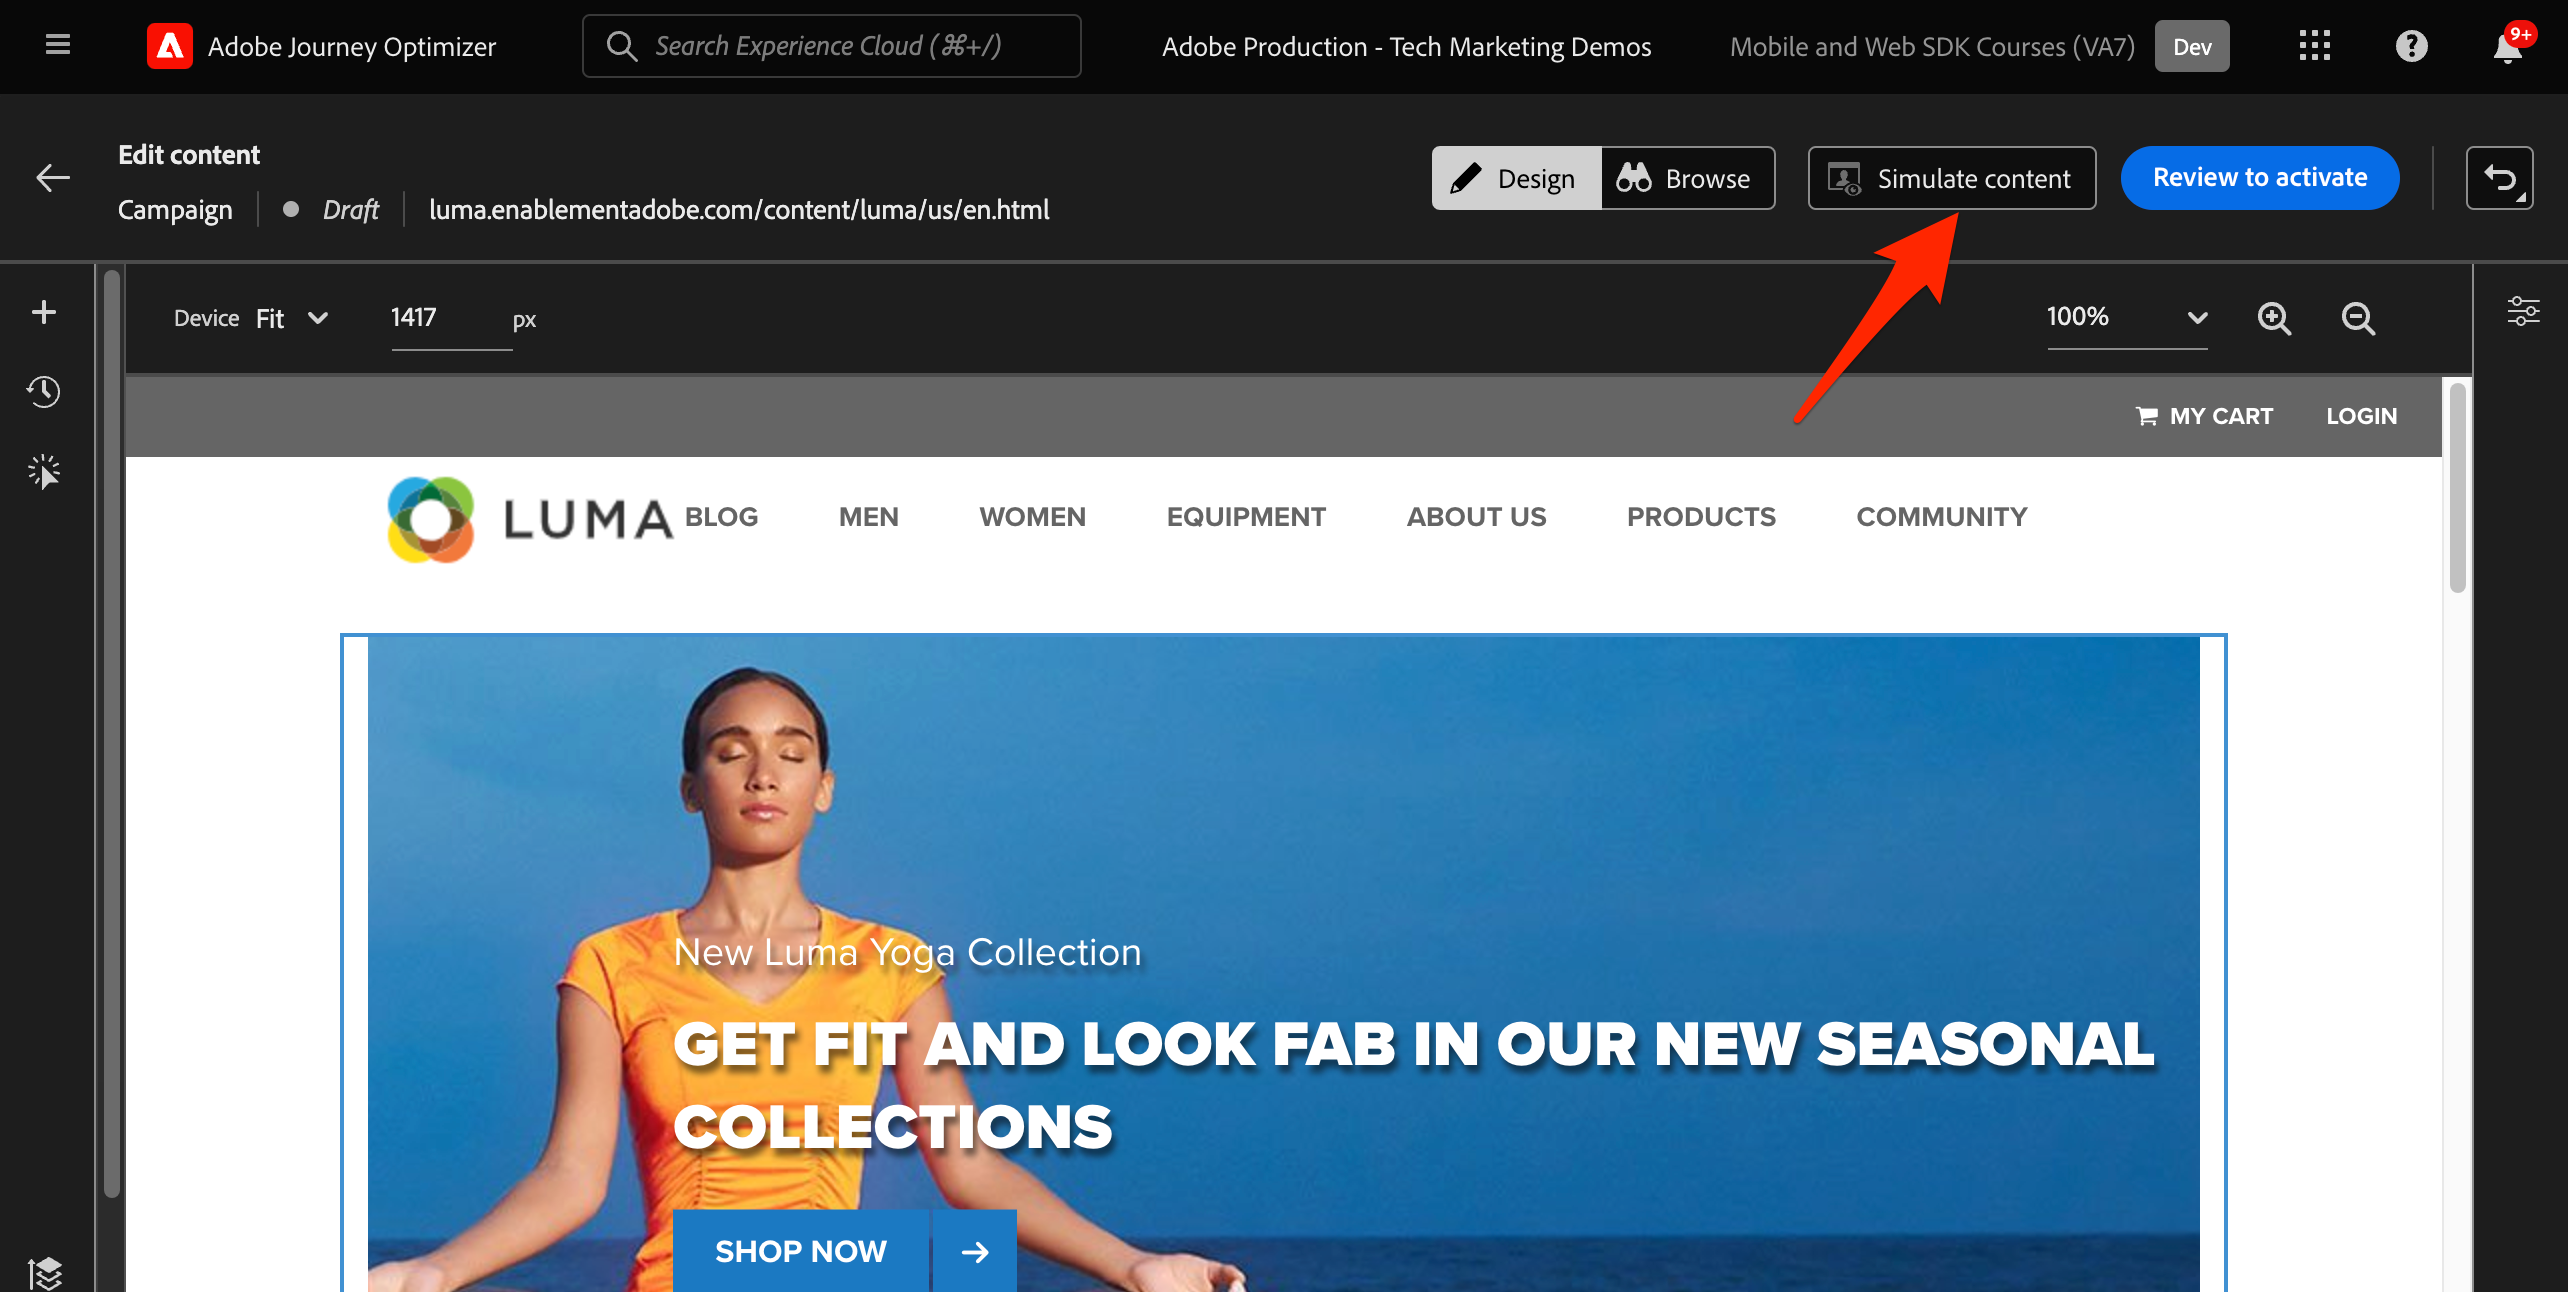 Adobe Journey Optimizer
Search Experience Cloud (⌘+/)
Adobe Production - Tech Marketing Demos
Mobile and Web SDK Courses (VA7)
Dev
9+
Edit content
Campaign
Draft
luma.enablementadobe.com/content/luma/us/en.html
Design
Browse
Simulate content
Review to activate
Device Fit
1417 px
100%
MY CART
LOGIN
LUMA
BLOG
MEN
WOMEN
EQUIPMENT
ABOUT US
PRODUCTS
COMMUNITY
New Luma Yoga Collection
GET FIT AND LOOK FAB IN OUR NEW SEASONAL
COLLECTIONS
SHOP NOW